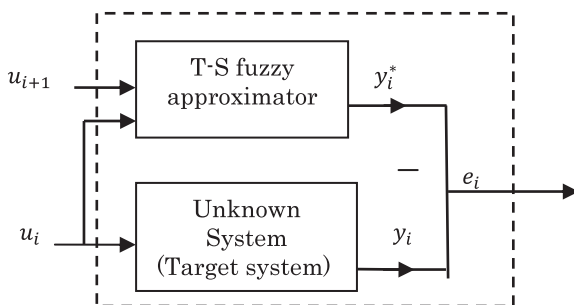 T-S fuzzy
approximator
u_{i+1}
y_i^*
−
e_i
Unknown
System
(Target system)
u_i
y_i